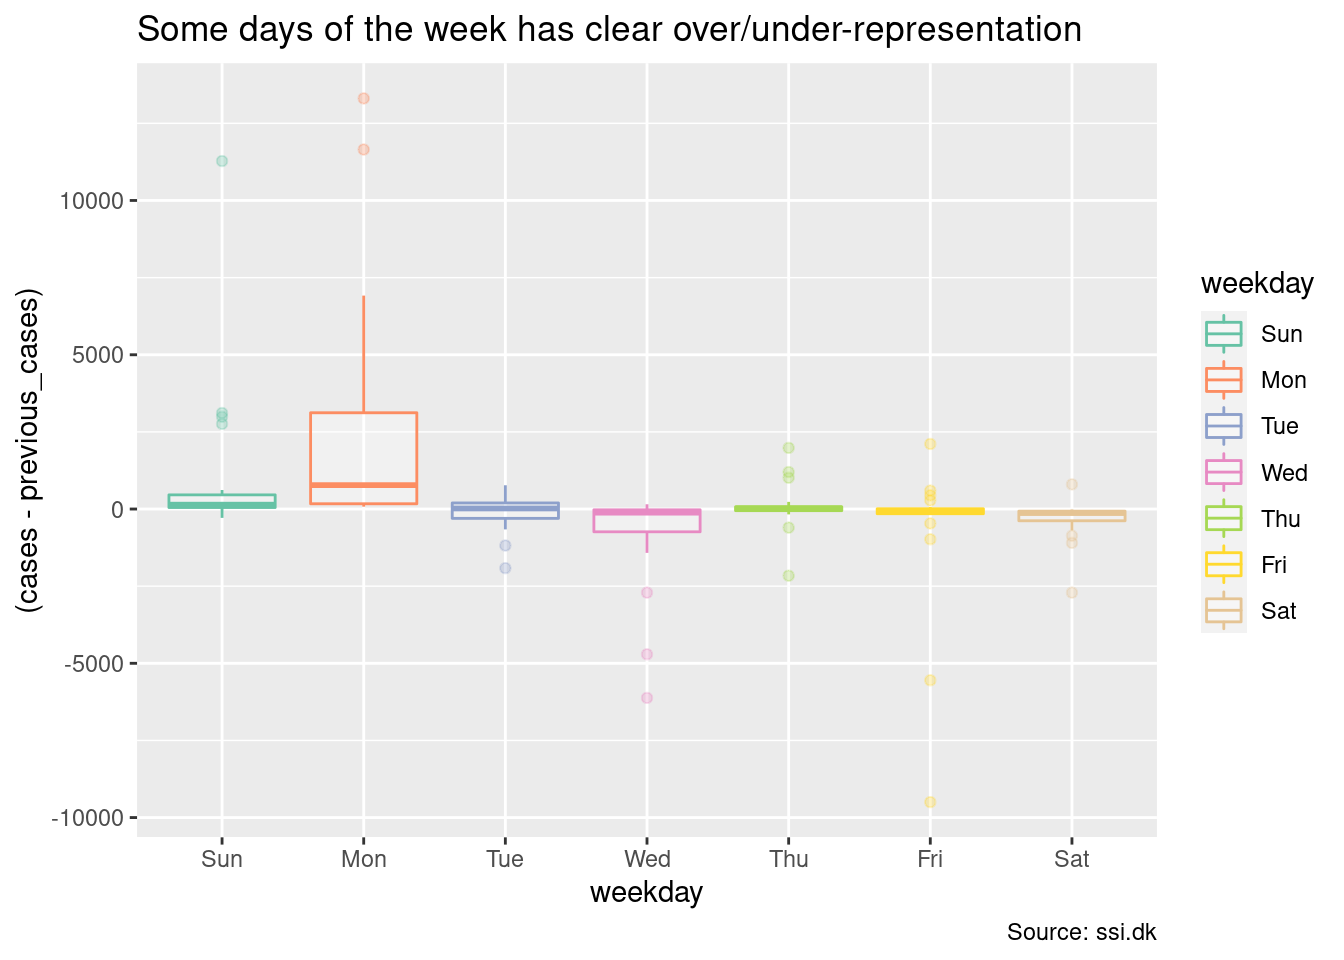 Some days of the week has clear over/under-representation
(cases - previous_cases)
10000
5000
0
-5000
-10000
Sun Mon Tue Wed Thu Fri Sat
weekday
weekday
Sun
Mon
Tue
Wed
Thu
Fri
Sat
Source: ssi.dk